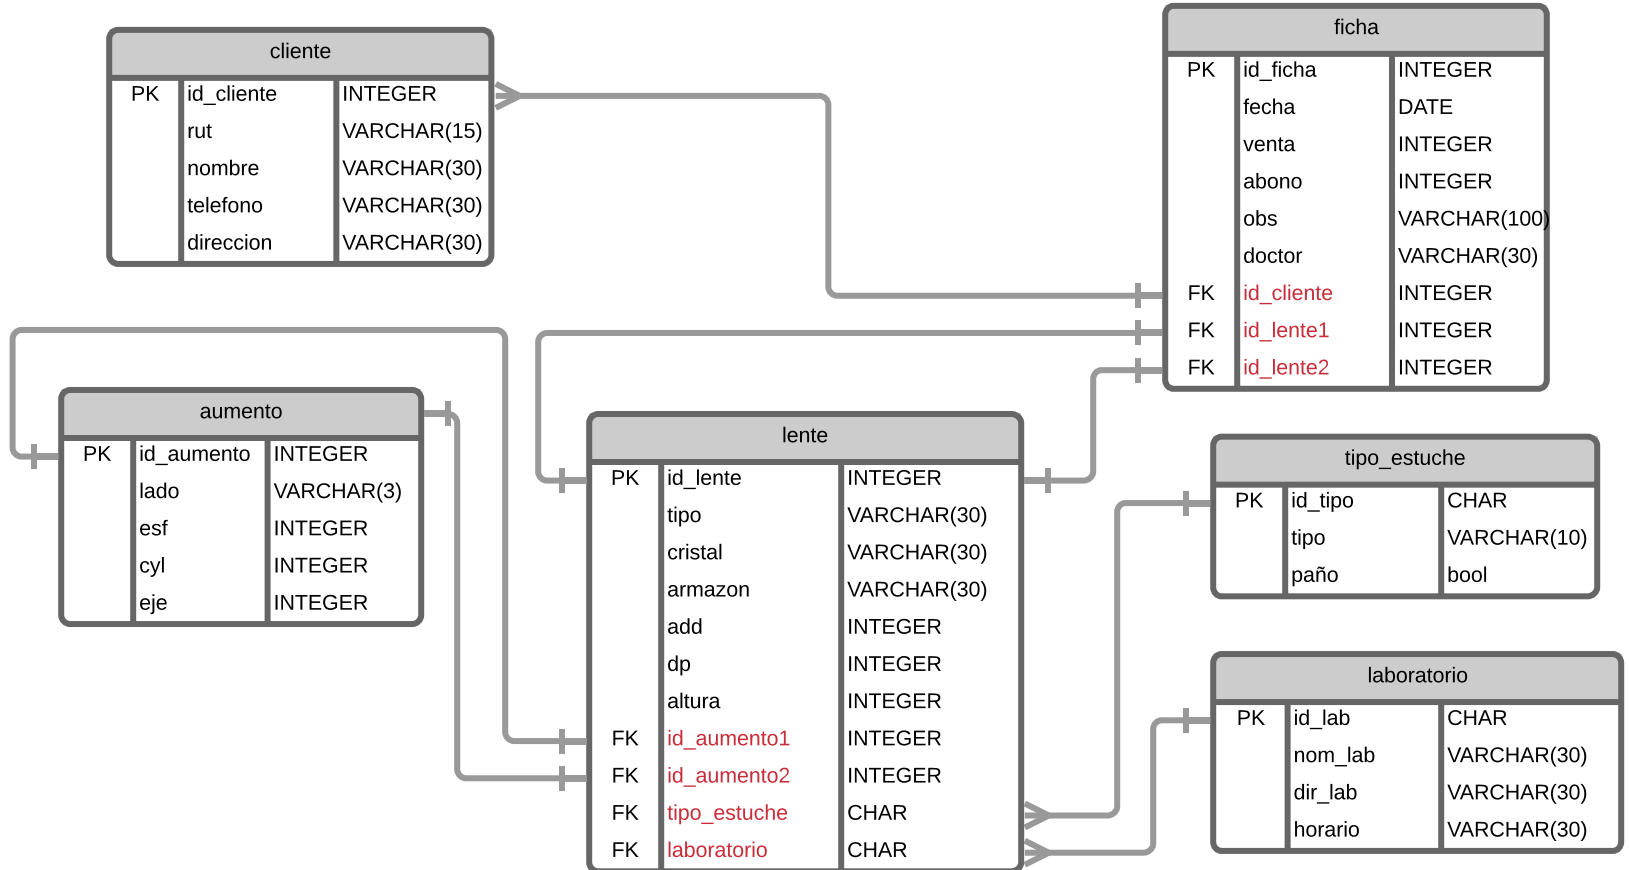 cliente
PK id_cliente INTEGER
rut VARCHAR(15)
nombre VARCHAR(30)
telefono VARCHAR(30)
direccion VARCHAR(30)
ficha
PK id_ficha INTEGER
fecha DATE
venta INTEGER
abono INTEGER
obs VARCHAR(100)
doctor VARCHAR(30)
FK id_cliente INTEGER
FK id_lente1 INTEGER
FK id_lente2 INTEGER
aumento
PK id_aumento INTEGER
lado VARCHAR(3)
esf INTEGER
cyl INTEGER
eje INTEGER
lente
PK id_lente INTEGER
tipo VARCHAR(30)
cristal VARCHAR(30)
armazon VARCHAR(30)
add INTEGER
dp INTEGER
altura INTEGER
FK id_aumento1 INTEGER
FK id_aumento2 INTEGER
FK tipo_estuche CHAR
FK laboratorio CHAR
tipo_estuche
PK id_tipo CHAR
tipo VARCHAR(10)
paño bool
laboratorio
PK id_lab CHAR
nom_lab VARCHAR(30)
dir_lab VARCHAR(30)
horario VARCHAR(30)